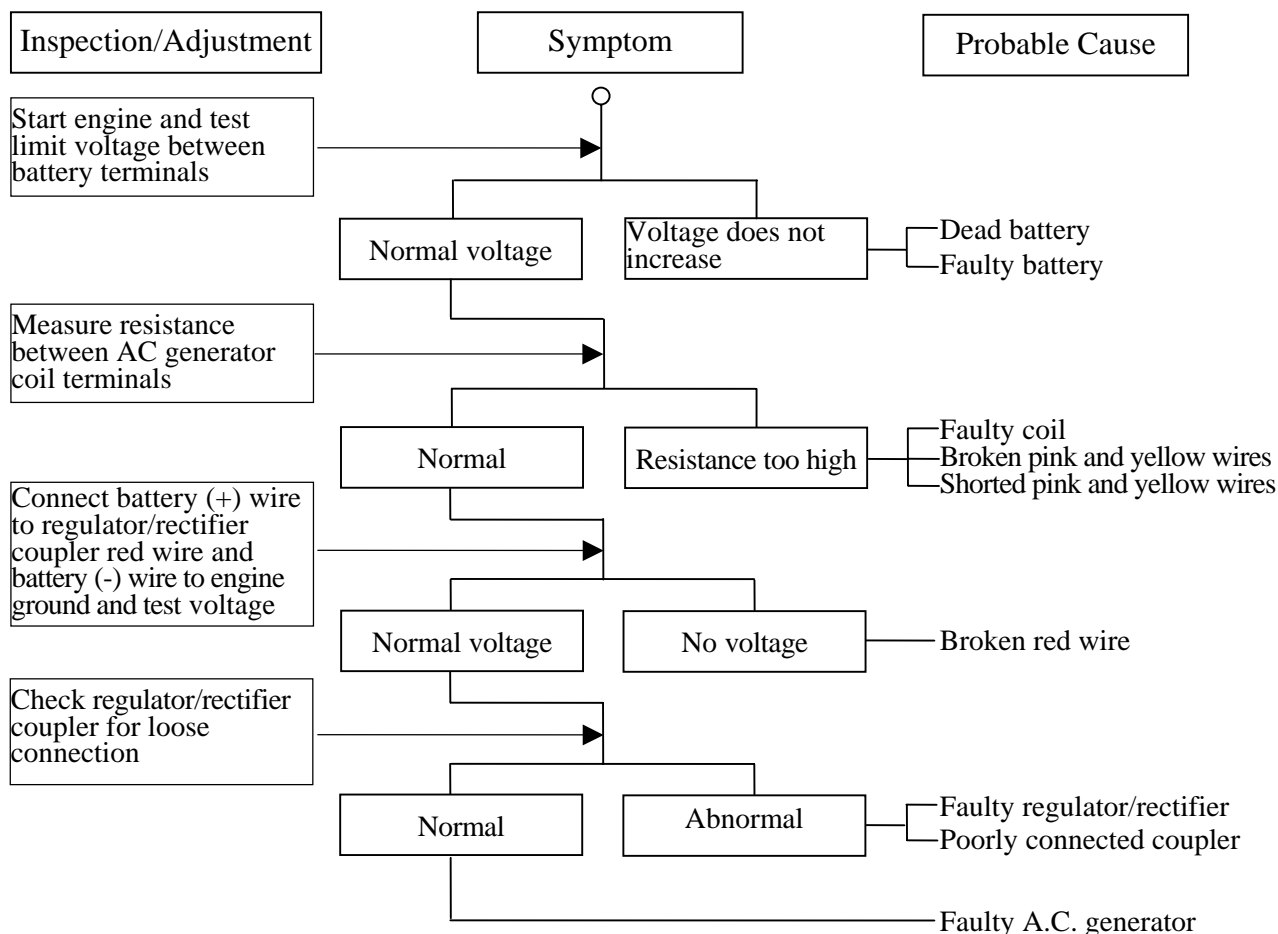 Inspection/Adjustment
Symptom
Probable Cause
Start engine and test
limit voltage between
battery terminals
Normal voltage
Voltage does not
increase
Dead battery
Faulty battery
Measure resistance
between AC generator
coil terminals
Normal
Resistance too high
Faulty coil
Broken pink and yellow wires
Shorted pink and yellow wires
Connect battery (+) wire
to regulator/rectifier
coupler red wire and
battery (-) wire to engine
ground and test voltage
Normal voltage
No voltage
Broken red wire
Check regulator/rectifier
coupler for loose
connection
Normal
Abnormal
Faulty regulator/rectifier
Poorly connected coupler
Faulty A.C. generator